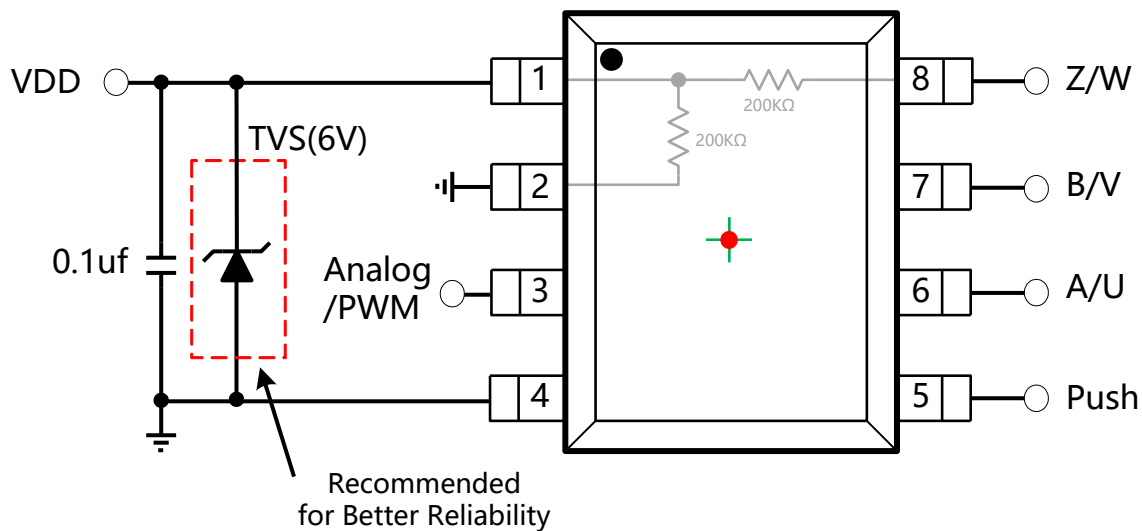 VDD
TVS(6V)
0.1uf
Analog
/PWM
Recommended
for Better Reliability
1
2
3
4
200KΩ
200KΩ
8
7
6
5
Z/W
B/V
A/U
Push